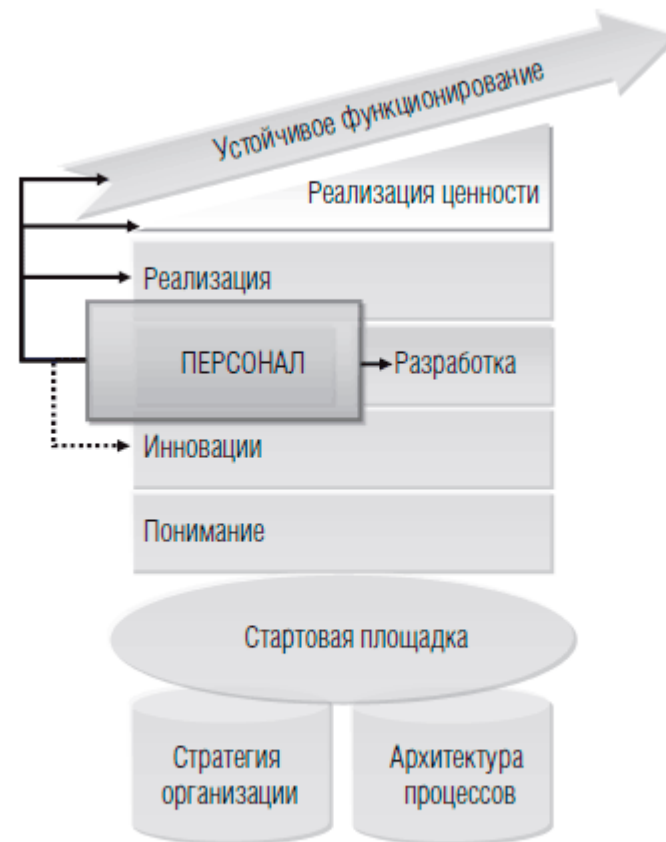 Устойчивое функционирование
Реализация ценности
Реализация
ПЕРСОНАЛ
Разработка
Инновации
Понимание
Стартовая площадка
Стратегия
организации
Архитектура
процессов